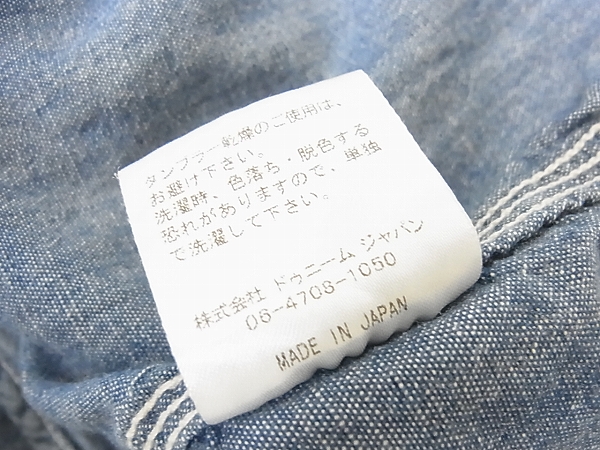 タンブラー乾燥のご使用は、
お避け下さい。
洗濯時、色落ち・脱色する
恐れがありますので、単独
で洗濯して下さい。
株式会社 ドゥニーム ジャパン
06-4708-1050
MADE IN JAPAN